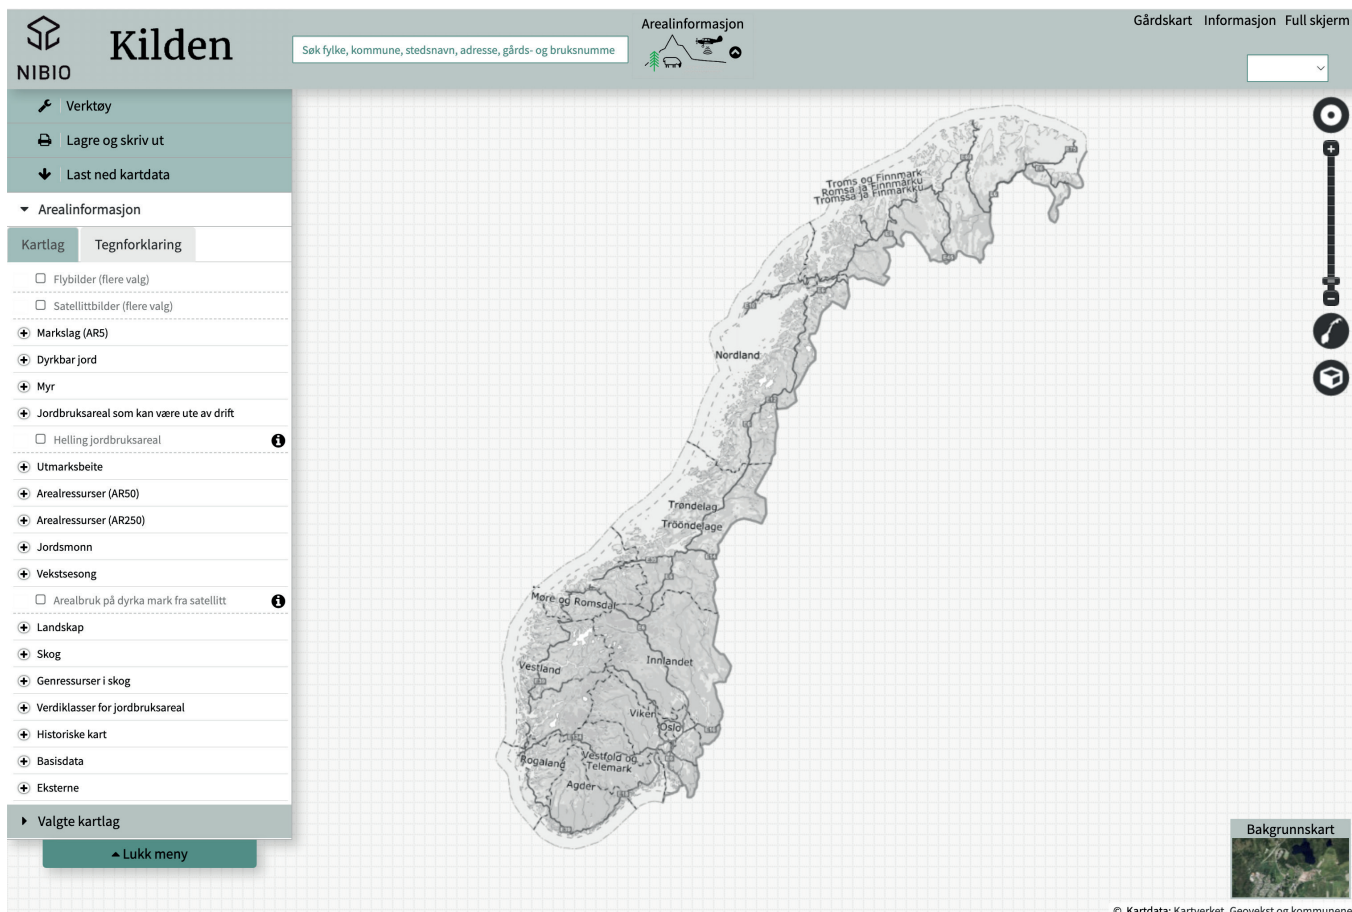 NIBIO
Kilden
Søk fylke, kommune, stedsnavn, adresse, gårds- og bruksnumme
Arealinformasjon
Gårdskart Informasjon Full skjerm
Verktøy
Lagre og skriv ut
Last ned kartdata
Arealinformasjon
Kartlag Tegnforklaring
Flybilder (flere valg)
Satellittbilder (flere valg)
Markslag (AR5)
Dyrkbar jord
Myr
Jordbruksareal som kan være ute av drift
Helling jordbruksareal
Utmarksbeite
Arealressurser (AR50)
Arealressurser (AR250)
Jordsmonn
Vekstsesong
Arealbruk på dyrka mark fra satellitt
Landskap
Skog
Genressurser i skog
Verdiklasser for jordbruksareal
Historiske kart
Basisdata
Eksterne
Valgte kartlag
Lukk meny
Troms og Finnmark
Romsa ja Finnmárku
Tromssa ja Finmarkku
Nordland
Trøndelag
Trööndelage
Møre og Romsdal
Vestland
Innlandet
Viken
Oslo
Rogaland
Vestfold og
Telemark
Agder
Bakgrunnskart
© Kartdata: Kartverket, Geovekst og kommunene